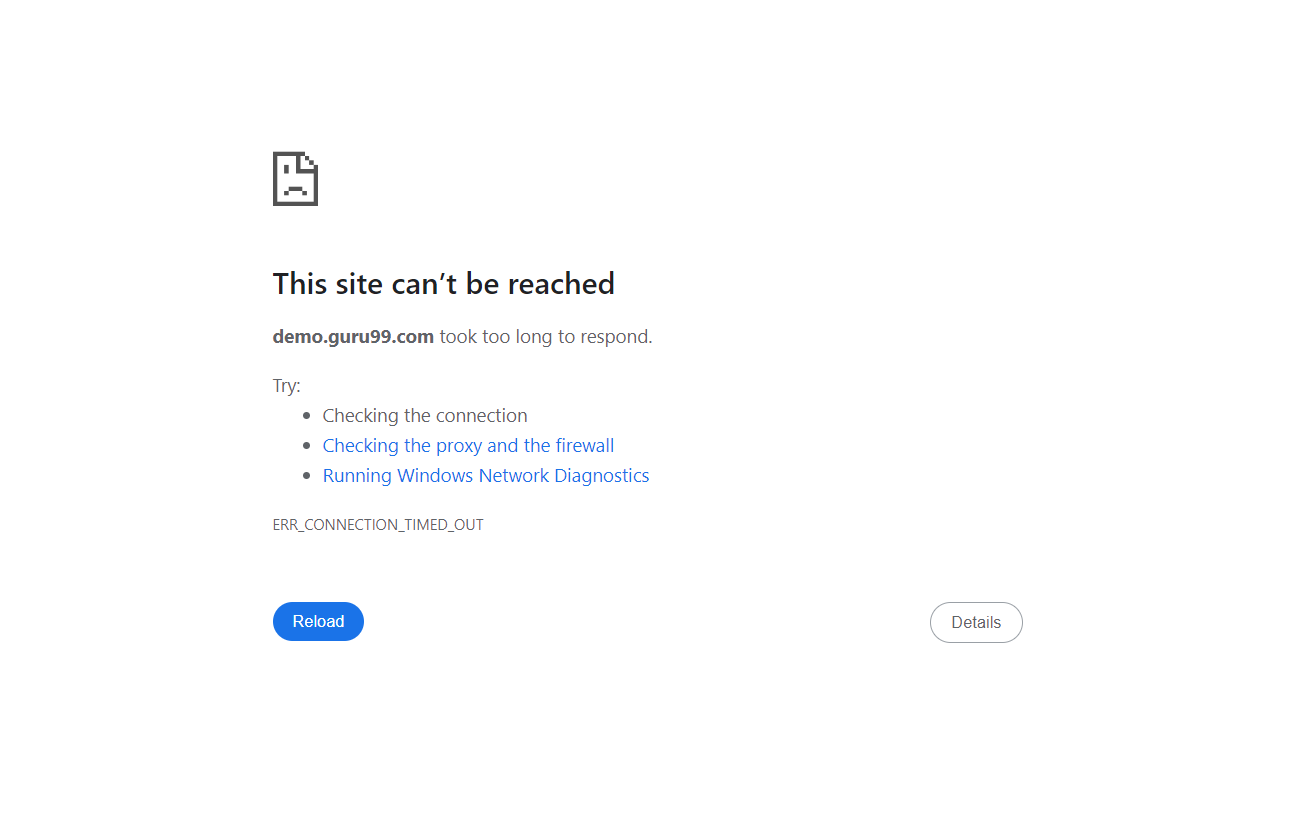 This site can’t be reached
demo.guru99.com took too long to respond.
Try:
Checking the connection
Checking the proxy and the firewall
Running Windows Network Diagnostics
ERR_CONNECTION_TIMED_OUT
Reload
Details